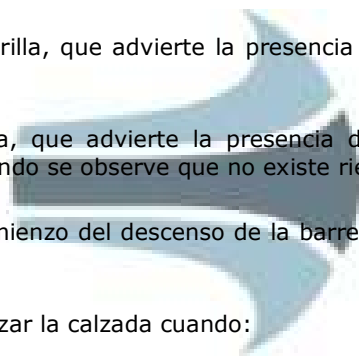 rilla, que advierte la presencia
a, que advierte la presencia d
ndo se observe que no existe rie
mienzo del descenso de la barre
zar la calzada cuando: